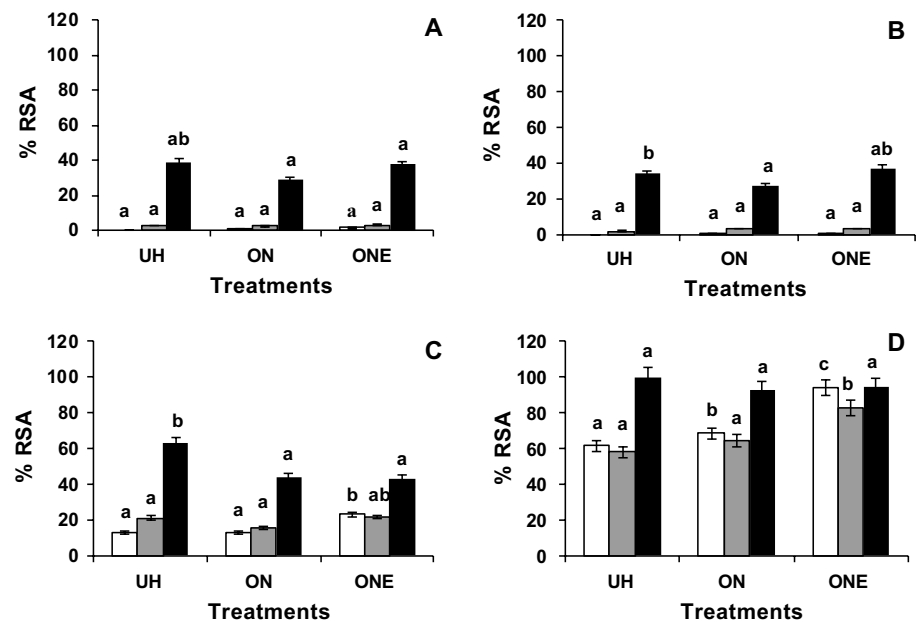 A
120
100
80
60
40
20
0
% RSA
a a ab
a a a
a a a
UH ON ONE
Treatments
B
120
100
80
60
40
20
0
% RSA
a a b
a a a
a a ab
UH ON ONE
Treatments
C
120
100
80
60
40
20
0
% RSA
a a b
a a a
b ab a
UH ON ONE
Treatments
D
120
100
80
60
40
20
0
% RSA
a a a
b a a
c b a
UH ON ONE
Treatments